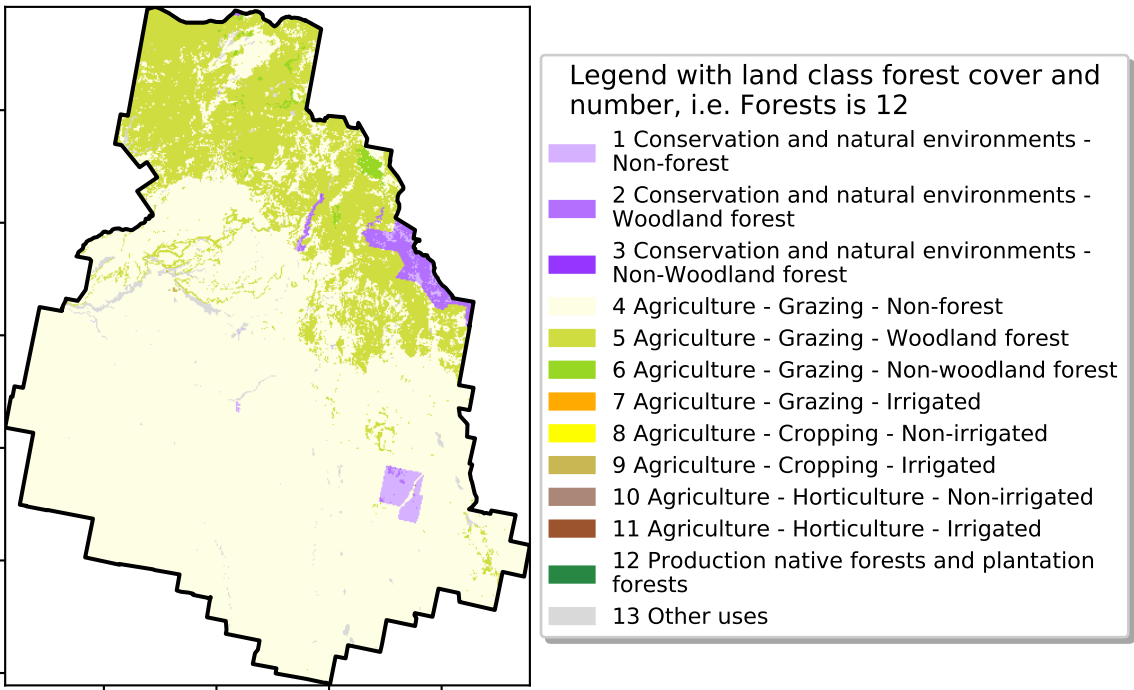 Legend with land class forest cover and
number, i.e. Forests is 12
1 Conservation and natural environments -
Non-forest
2 Conservation and natural environments -
Woodland forest
3 Conservation and natural environments -
Non-Woodland forest
4 Agriculture - Grazing - Non-forest
5 Agriculture - Grazing - Woodland forest
6 Agriculture - Grazing - Non-woodland forest
7 Agriculture - Grazing - Irrigated
8 Agriculture - Cropping - Non-irrigated
9 Agriculture - Cropping - Irrigated
10 Agriculture - Horticulture - Non-irrigated
11 Agriculture - Horticulture - Irrigated
12 Production native forests and plantation
forests
13 Other uses